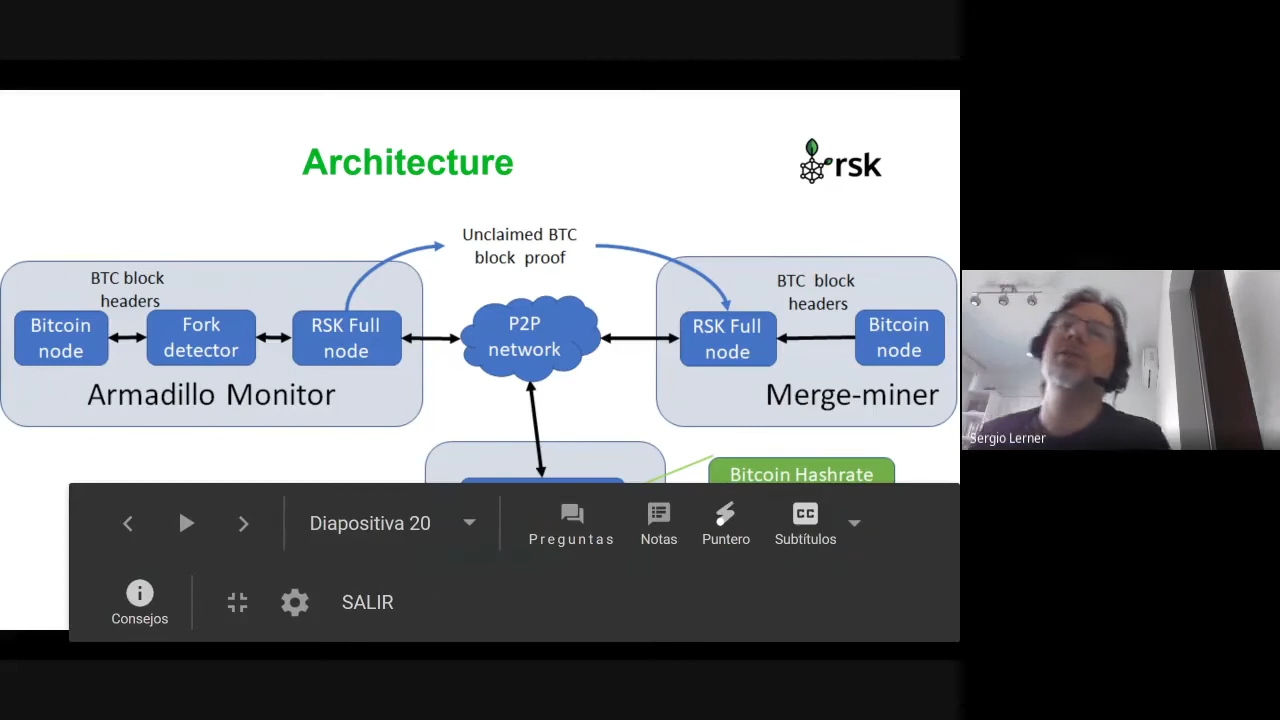 Architecture
rsk
Unclaimed BTC
block proof
BTC block
headers
Bitcoin
node
Fork
detector
RSK Full
node
Armadillo Monitor
P2P
network
BTC block
headers
RSK Full
node
Bitcoin
node
Merge-miner
Bitcoin Hashrate
Sergio Lerner
Diapositiva 20
Preguntas
Notas
Puntero
CC
Subtítulos
i
Consejos
SALIR